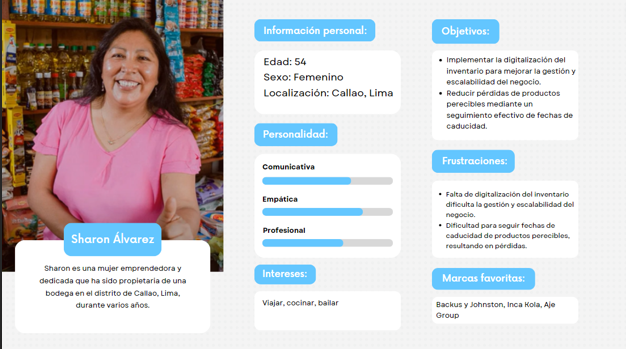 Sharon Álvarez
Sharon es una mujer emprendedora y
dedicada que ha sido propietaria de una
bodega en el distrito de Callao, Lima,
durante varios años.
Información personal:
Edad: 54
Sexo: Femenino
Localización: Callao, Lima
Personalidad:
Comunicativa
Empática
Profesional
Intereses:
Viajar, cocinar, bailar
Objetivos:
• Implementar la digitalización del
inventario para mejorar la gestión y
escalabilidad del negocio.
• Reducir pérdidas de productos
perecibles mediante un
seguimiento efectivo de fechas de
caducidad.
Frustraciones:
• Falta de digitalización del inventario
dificulta la gestión y escalabilidad del
negocio.
• Dificultad para seguir fechas de
caducidad de productos perecibles,
resultando en pérdidas.
Marcas favoritas:
Backus y Johnston, Inca Kola, Aje
Group